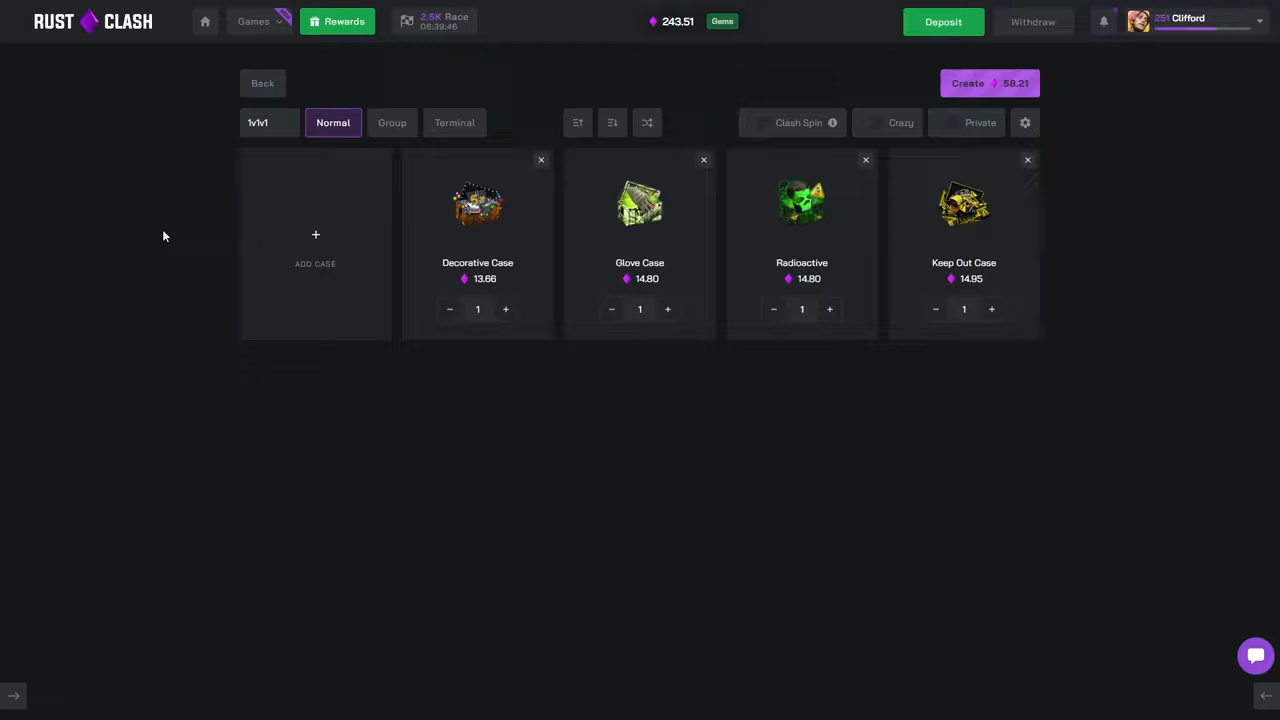 RUST CLASH
Games
Rewards
2.5K Race
08:39:46
243.51
Gems
Deposit
Withdraw
251 Clifford
Back
Create 58.21
1v1v1
Normal
Group
Terminal
Clash Spin
Crazy
Private
ADD CASE
Decorative Case
13.66
1
Glove Case
14.80
1
Radioactive
14.80
1
Keep Out Case
14.95
1